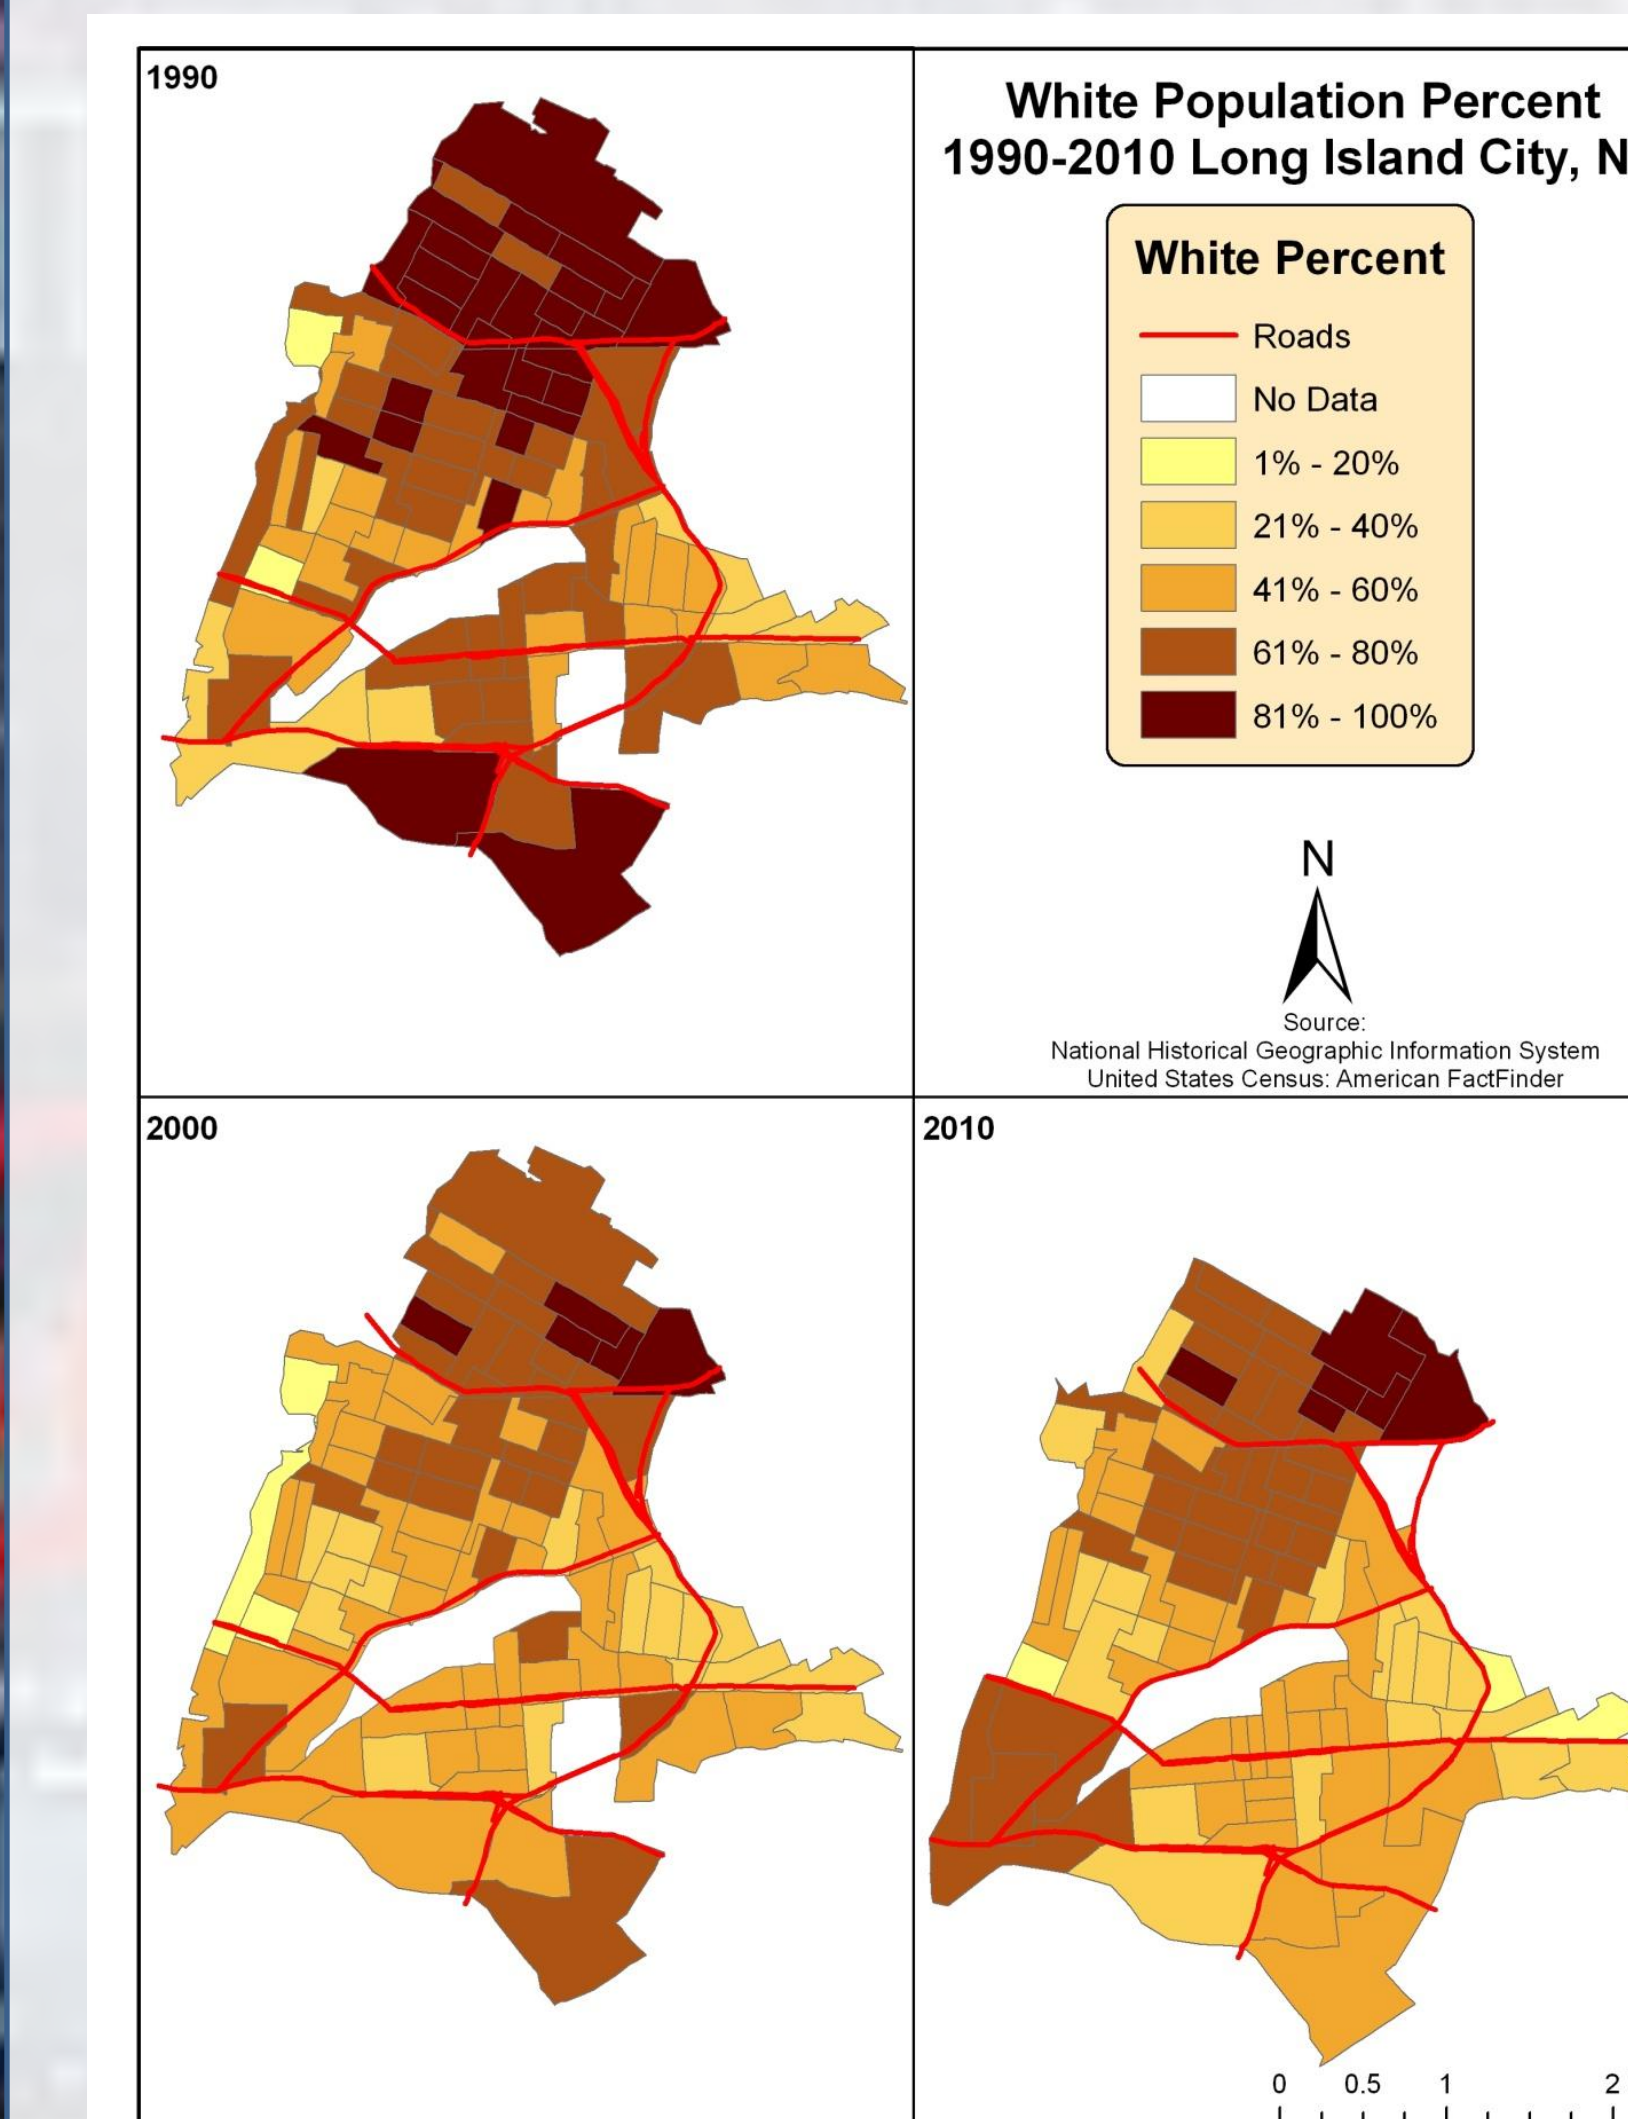 1990
White Population Percent
1990-2010 Long Island City, N
White Percent
Roads
No Data
1% - 20%
21% - 40%
41% - 60%
61% - 80%
81% - 100%
N
Source:
National Historical Geographic Information System
United States Census: American FactFinder
2000
2010
0 0.5 1 2